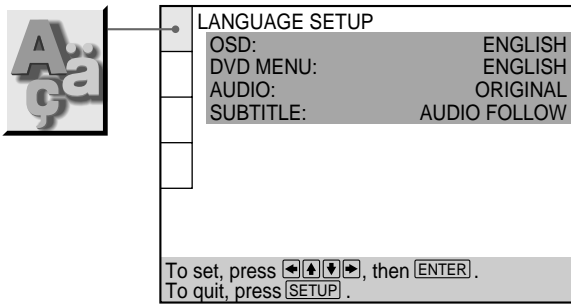 Aäç
LANGUAGE SETUP
OSD: ENGLISH
DVD MENU: ENGLISH
AUDIO: ORIGINAL
SUBTITLE: AUDIO FOLLOW
To set, press ←↑↓→, then ENTER.
To quit, press SETUP.